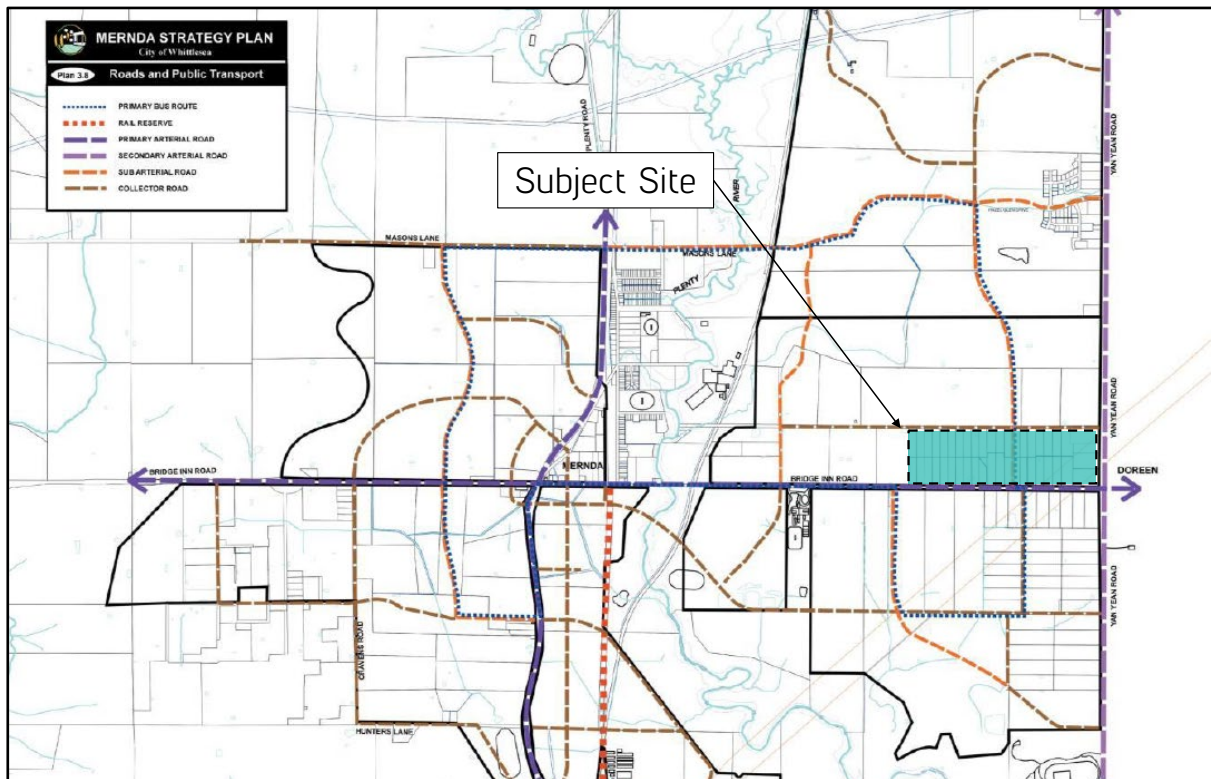 MERNDA STRATEGY PLAN
City of Whittlesea
Plan 3.8
Roads and Public Transport
PRIMARY BUS ROUTE
RAIL RESERVE
PRIMARY ARTERIAL ROAD
SECONDARY ARTERIAL ROAD
SUB ARTERIAL ROAD
COLLECTOR ROAD
PLENTY ROAD
YAN YEAN ROAD
Subject Site
RIVER
MASONS LANE
MASONS LANE
PLENTY
YAN YEAN ROAD
MERNDA
BRIDGE INN ROAD
BRIDGE INN ROAD
DOREEN
YAN YEAN ROAD
CRAVENS ROAD
HUNTERS LANE